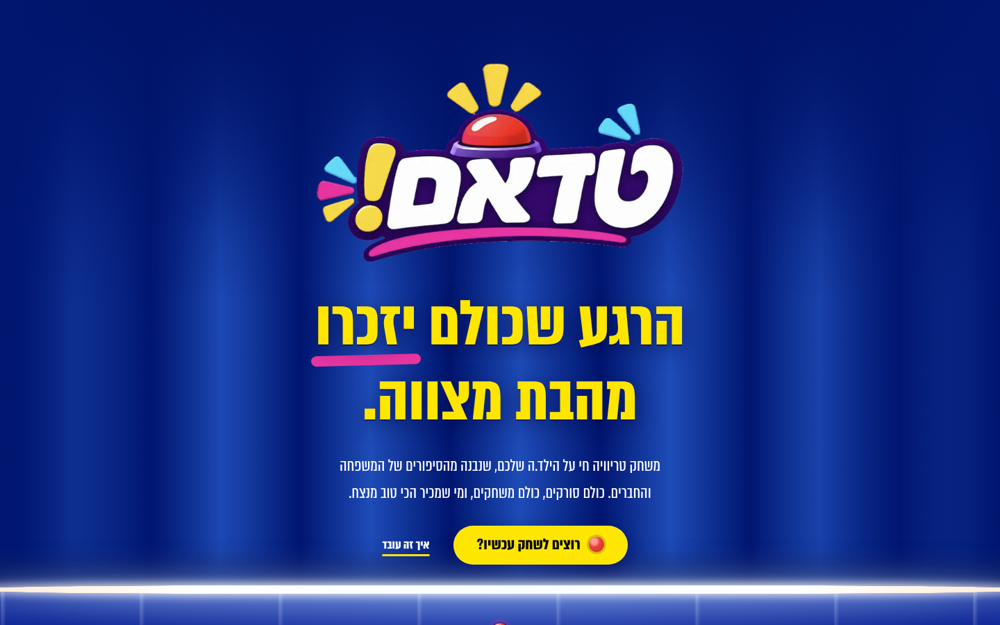 טדאם!
הרגע שכולם יזכרו
מהבת מצווה.
משחק טריוויה חי על הילד.ה שלכם, שנבנה מהסיפורים של המשפחה
והחברים. כולם סורקים, כולם משחקים, ומי שמכיר הכי טוב מנצח.
רוצים לשחק עכשיו?
איך זה עובד